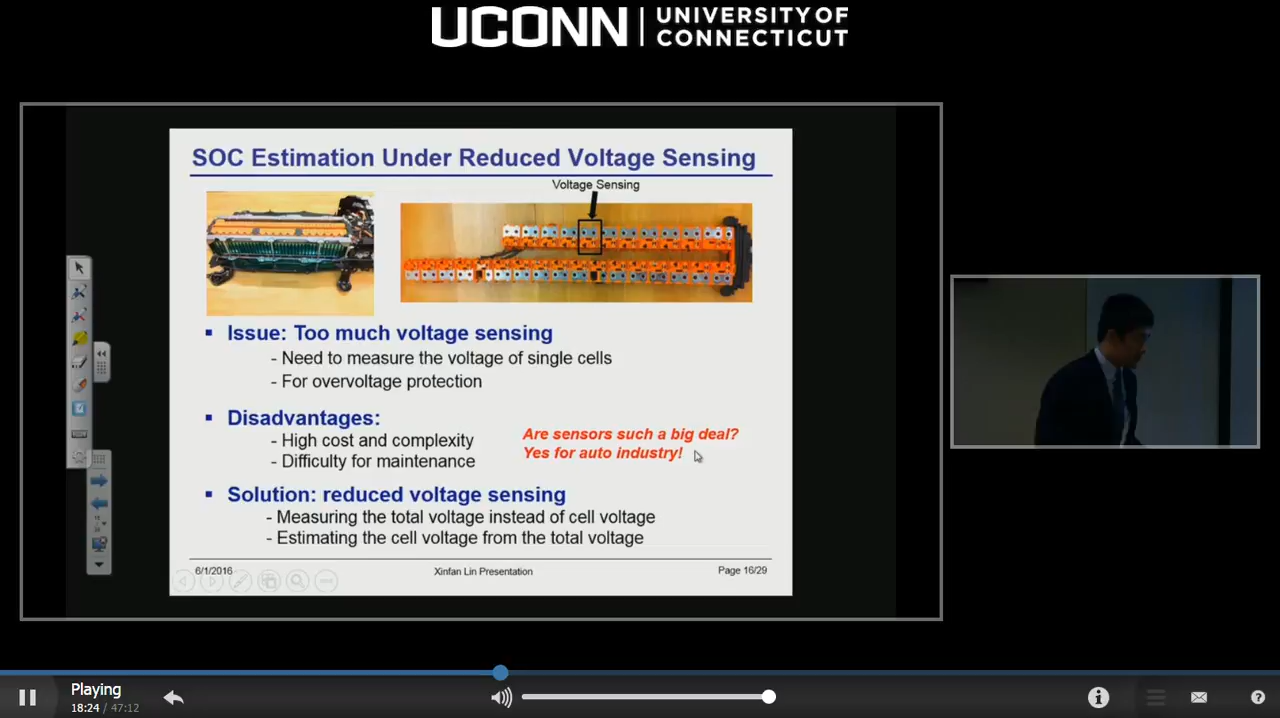 UCONN
UNIVERSITY OF
CONNECTICUT
SOC Estimation Under Reduced Voltage Sensing
Voltage Sensing
▪ Issue: Too much voltage sensing
- Need to measure the voltage of single cells
- For overvoltage protection
▪ Disadvantages:
- High cost and complexity
- Difficulty for maintenance
Are sensors such a big deal?
Yes for auto industry!
▪ Solution: reduced voltage sensing
- Measuring the total voltage instead of cell voltage
- Estimating the cell voltage from the total voltage
6/1/2016
Xinfan Lin Presentation
Page 16/29
Playing
18:24 / 47:12